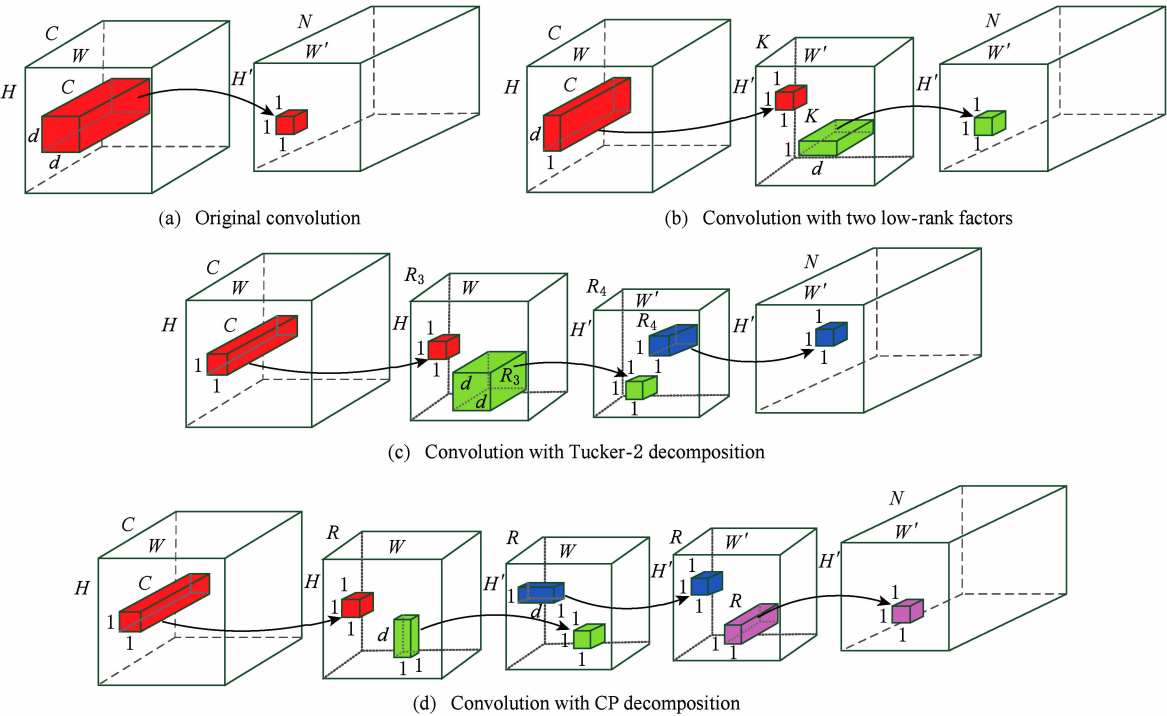 C
W
H
C
d
d
N
W′
H′
1
1
1
(a) Original convolution
C
W
H
C
d
1
K
W′
H′
1
1
1
K
1
d
N
W′
H′
1
1
1
(b) Convolution with two low-rank factors
C
W
H
C
1
1
R3
W
H
1
1
1
R3
d
d
R4
W′
H′
R4
1
1
1
1
1
N
W′
H′
1
1
1
(c) Convolution with Tucker-2 decomposition
C
W
H
C
1
1
R
W
H
1
1
1
d
1 1
R
W
H′
1
d
1
1
1
1
R
W′
H′
1
1
1
R
1
1
N
W′
H′
1
1
1
(d) Convolution with CP decomposition